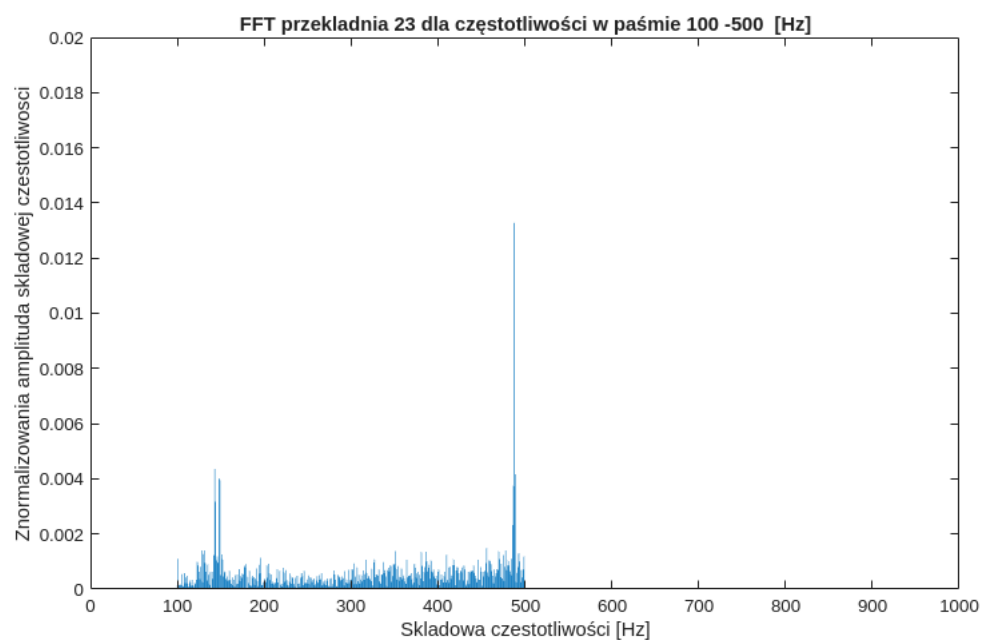 FFT przekladnia 23 dla częstotliwości w paśmie 100 -500 [Hz]
Znormalizowania amplituda skladowej czestotliwosci
0.02
0.018
0.016
0.014
0.012
0.01
0.008
0.006
0.004
0.002
0
0 100 200 300 400 500 600 700 800 900 1000
Skladowa czestotliwości [Hz]